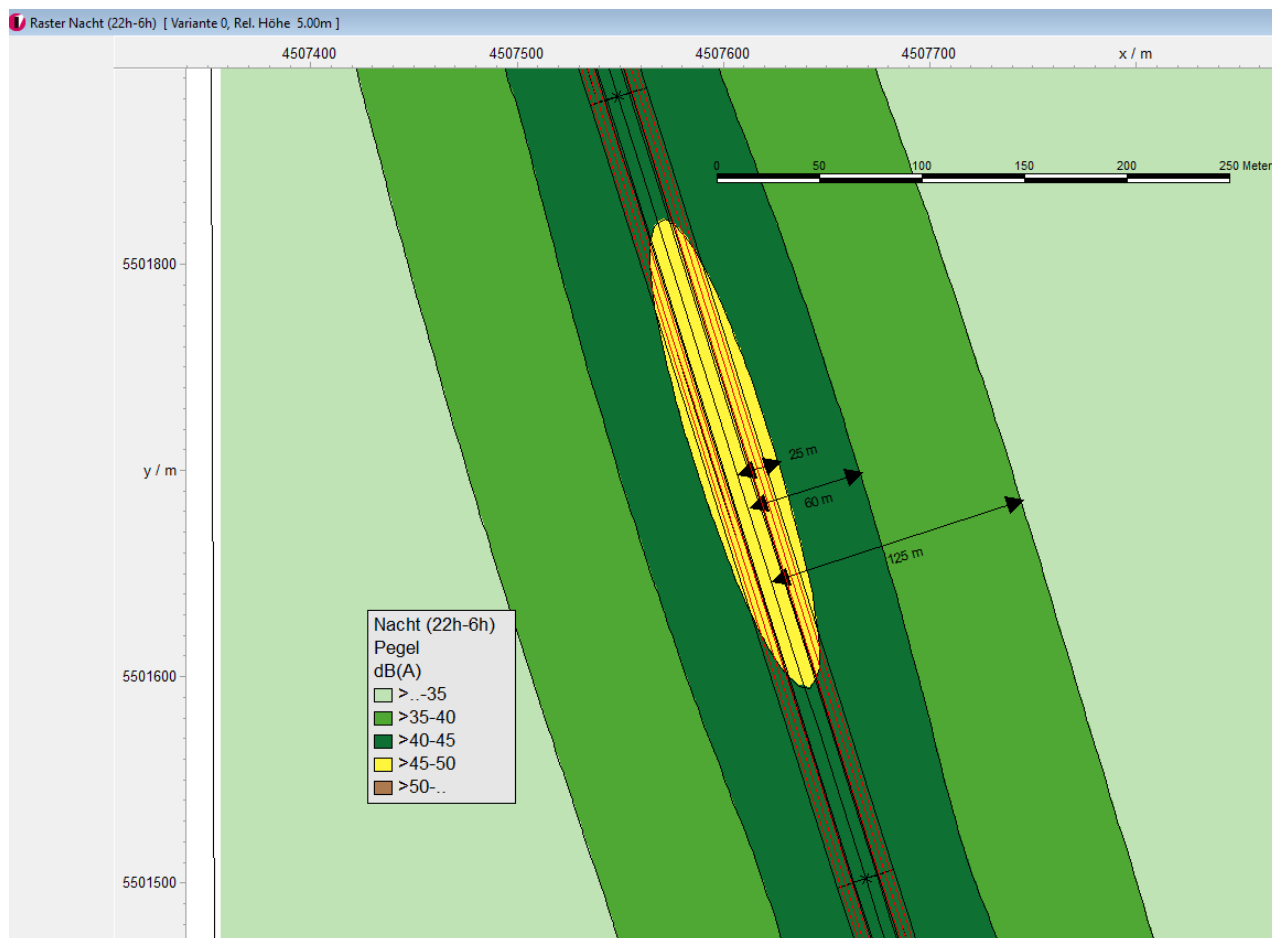 Raster Nacht (22h-6h) [ Variante 0, Rel. Höhe 5.00m ]
4507400 4507500 4507600 4507700 x / m
0 50 100 150 200 250 Meter
5501800
y / m
25 m
60 m
125 m
5501600
5501500
Nacht (22h-6h)
Pegel
dB(A)
>..-35
>35-40
>40-45
>45-50
>50-..